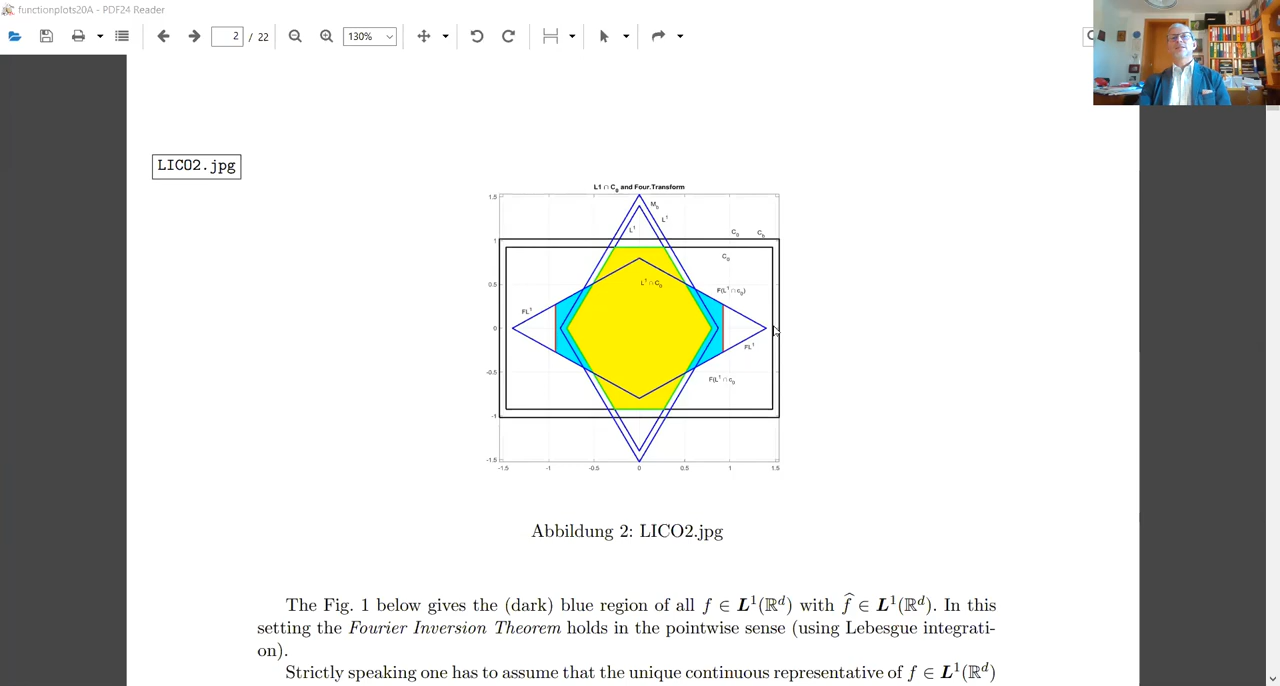 functionplots20A - PDF24 Reader
2 / 22
130%
LICO2.jpg
L1 ∩ C0 and Four.Transform
1.5
1
0.5
0
-0.5
-1
-1.5
-1.5 -1 -0.5 0 0.5 1 1.5
Mb
L1
L1
C0 Cb
C0
L1 ∩ C0
F(L1 ∩ c0)
FL1
FL1
F(L1 ∩ c0
Abbildung 2: LICO2.jpg
The Fig. 1 below gives the (dark) blue region of all f ∈ L¹(ℝᵈ) with f̂ ∈ L¹(ℝᵈ). In this
setting the Fourier Inversion Theorem holds in the pointwise sense (using Lebesgue integrati-
on).
Strictly speaking one has to assume that the unique continuous representative of f ∈ L¹(ℝᵈ)